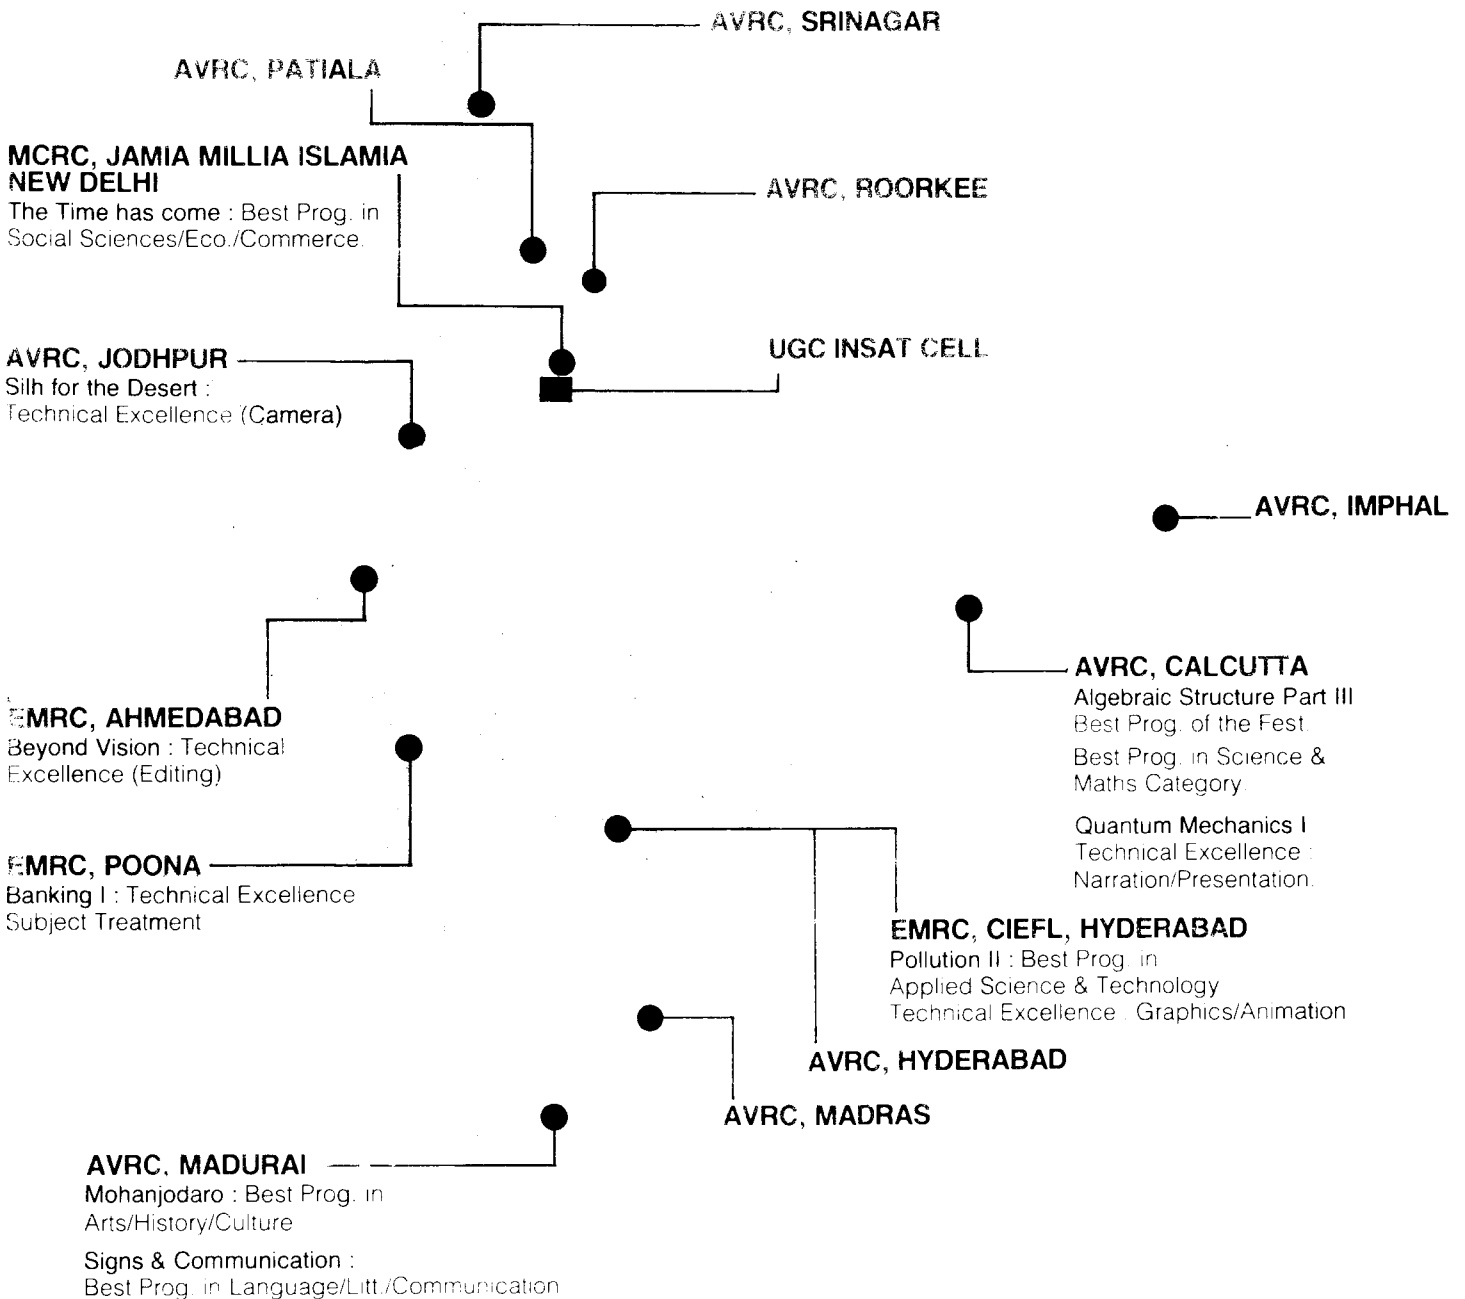 AVRC, SRINAGAR
AVRC, PATIALA
MCRC, JAMIA MILLIA ISLAMIA
NEW DELHI
The Time has come : Best Prog. in
Social Sciences/Eco./Commerce.
AVRC, ROORKEE
UGC INSAT CELL
AVRC, JODHPUR
Silh for the Desert :
Technical Excellence (Camera)
AVRC, IMPHAL
AVRC, CALCUTTA
Algebraic Structure Part III
Best Prog. of the Fest.
Best Prog. in Science &
Maths Category.
Quantum Mechanics I
Technical Excellence :
Narration/Presentation.
EMRC, AHMEDABAD
Beyond Vision : Technical
Excellence (Editing)
EMRC, POONA
Banking I : Technical Excellence
Subject Treatment
EMRC, CIEFL, HYDERABAD
Pollution II : Best Prog. in
Applied Science & Technology
Technical Excellence : Graphics/Animation
AVRC, HYDERABAD
AVRC, MADRAS
AVRC, MADURAI
Mohanjodaro : Best Prog. in
Arts/History/Culture
Signs & Communication :
Best Prog. in Language/Litt./Communication